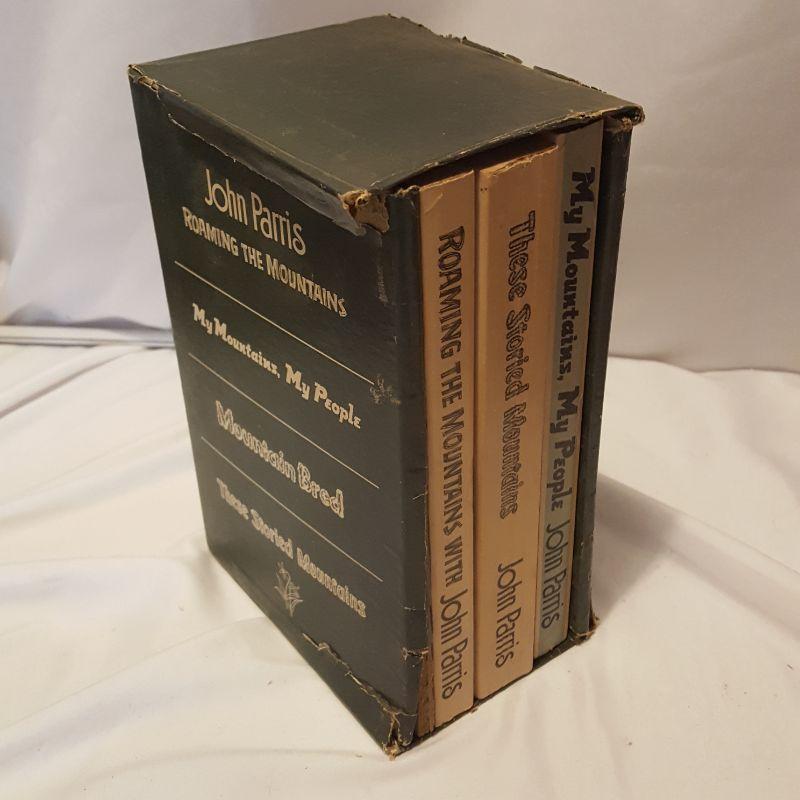 John Parris
ROAMING THE MOUNTAINS
My Mountains, My People
Mountain Bred
These Storied Mountains
ROAMING THE MOUNTAINS WITH John Parris
These Storied Mountains John Parris
My Mountains, My People John Parris